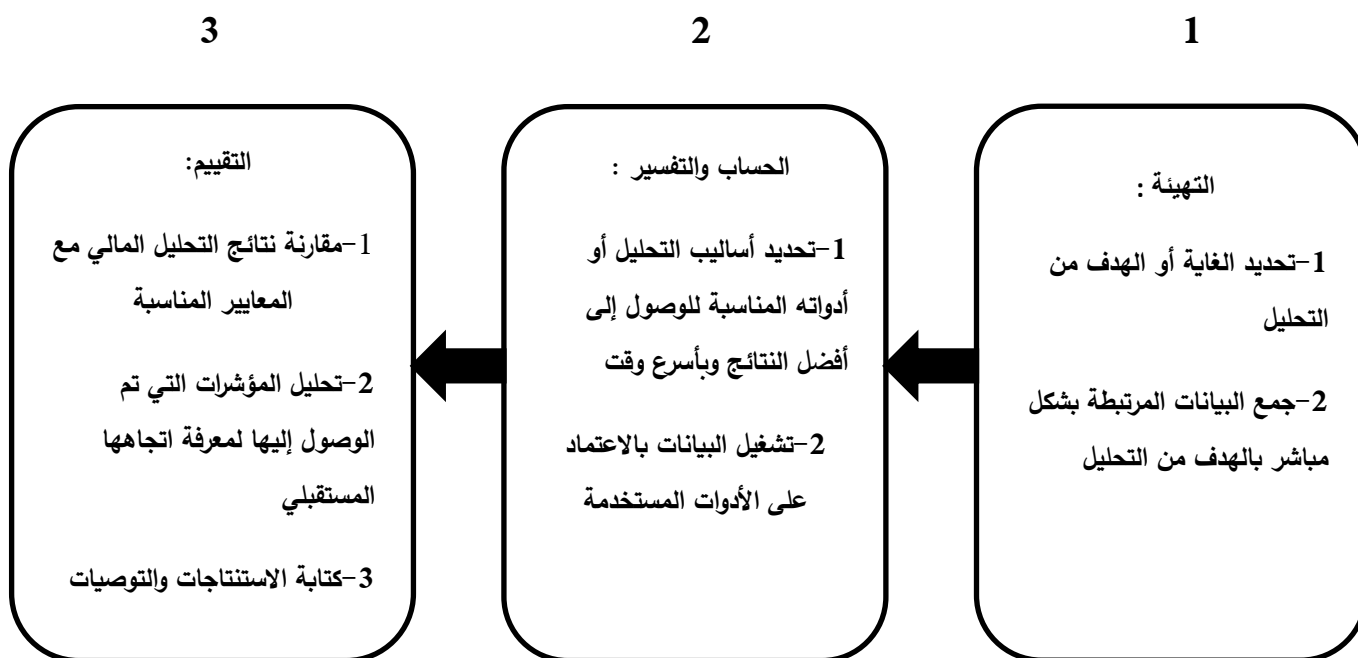 1
التهيئة :
1-تحديد الغاية أو الهدف من
التحليل
2-جمع البيانات المرتبطة بشكل
مباشر بالهدف من التحليل
2
الحساب والتفسير :
1-تحديد أساليب التحليل أو
أدواته المناسبة للوصول إلى
أفضل النتائج وبأسرع وقت
2-تشغيل البيانات بالاعتماد
على الأدوات المستخدمة
3
التقييم:
1-مقارنة نتائج التحليل المالي مع
المعايير المناسبة
2-تحليل المؤشرات التي تم
الوصول إليها لمعرفة اتجاهها
المستقبلي
3-كتابة الاستنتاجات والتوصيات